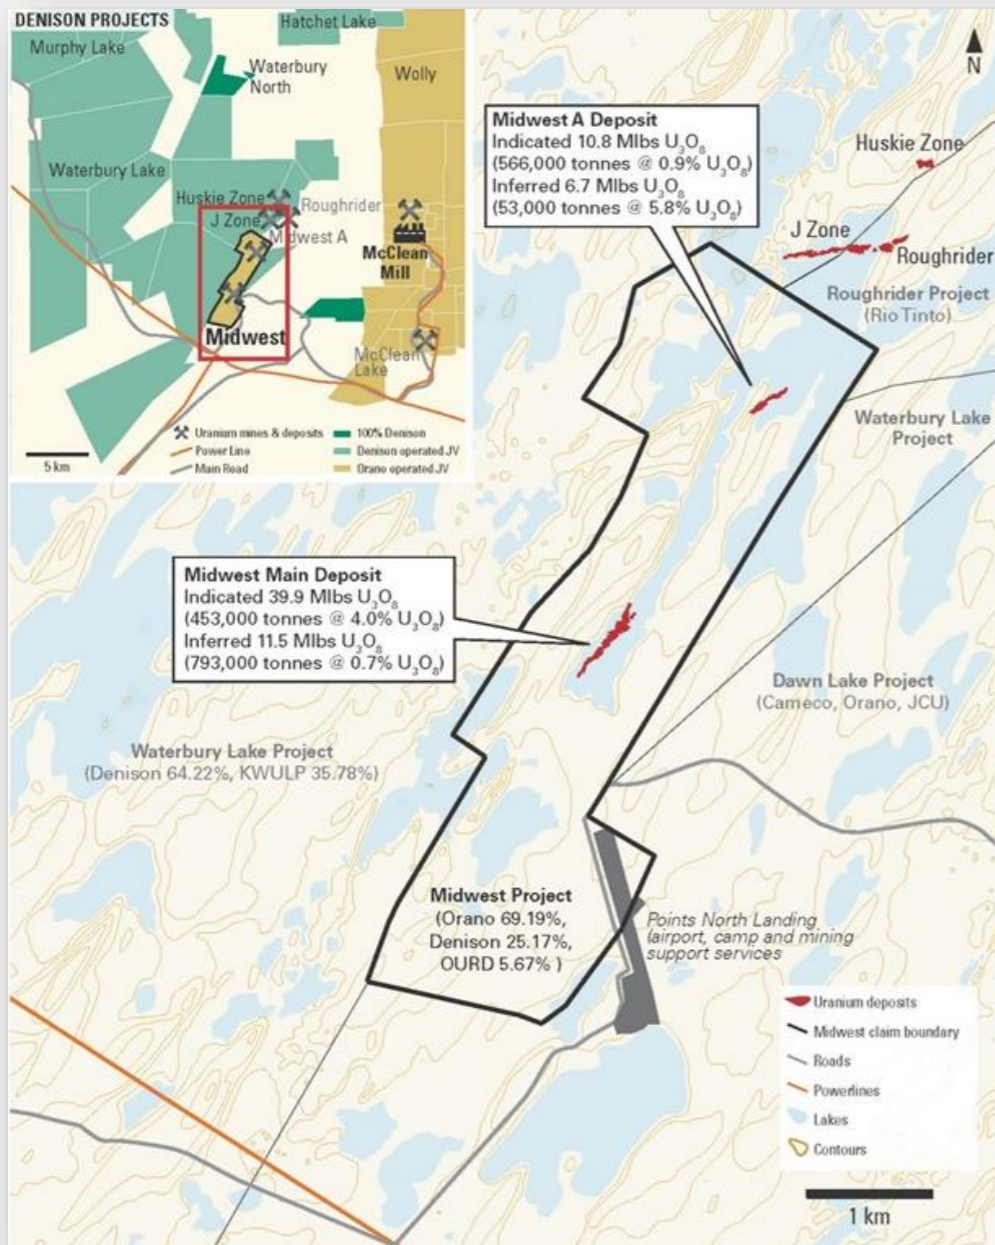 DENISON PROJECTS
Hatchet Lake
Murphy Lake
Waterbury
North
Wolly
Waterbury Lake
Huskie Zone
Roughrider
J Zone
Midwest A
McClean
Mill
Midwest
McClean
Lake
Uranium mines & deposits
Power Line
Main Road
100% Denison
Denison operated JV
Orano operated JV
5 km
N
Midwest A Deposit
Indicated 10.8 Mlbs U₃O₈
(566,000 tonnes @ 0.9% U₃O₈)
Inferred 6.7 Mlbs U₃O₈
(53,000 tonnes @ 5.8% U₃O₈)
Huskie Zone
J Zone
Roughrider
Roughrider Project
(Rio Tinto)
Waterbury Lake
Project
Midwest Main Deposit
Indicated 39.9 Mlbs U₃O₈
(453,000 tonnes @ 4.0% U₃O₈)
Inferred 11.5 Mlbs U₃O₈
(793,000 tonnes @ 0.7% U₃O₈)
Dawn Lake Project
(Cameco, Orano, JCU)
Waterbury Lake Project
(Denison 64.22%, KWULP 35.78%)
Midwest Project
(Orano 69.19%,
Denison 25.17%,
OURD 5.67% )
Points North Landing
(airport, camp and mining
support services
Uranium deposits
Midwest claim boundary
Roads
Powerlines
Lakes
Contours
1 km